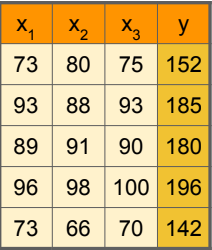 x₁ x₂ x₃ y
73 80 75 152
93 88 93 185
89 91 90 180
96 98 100 196
73 66 70 142